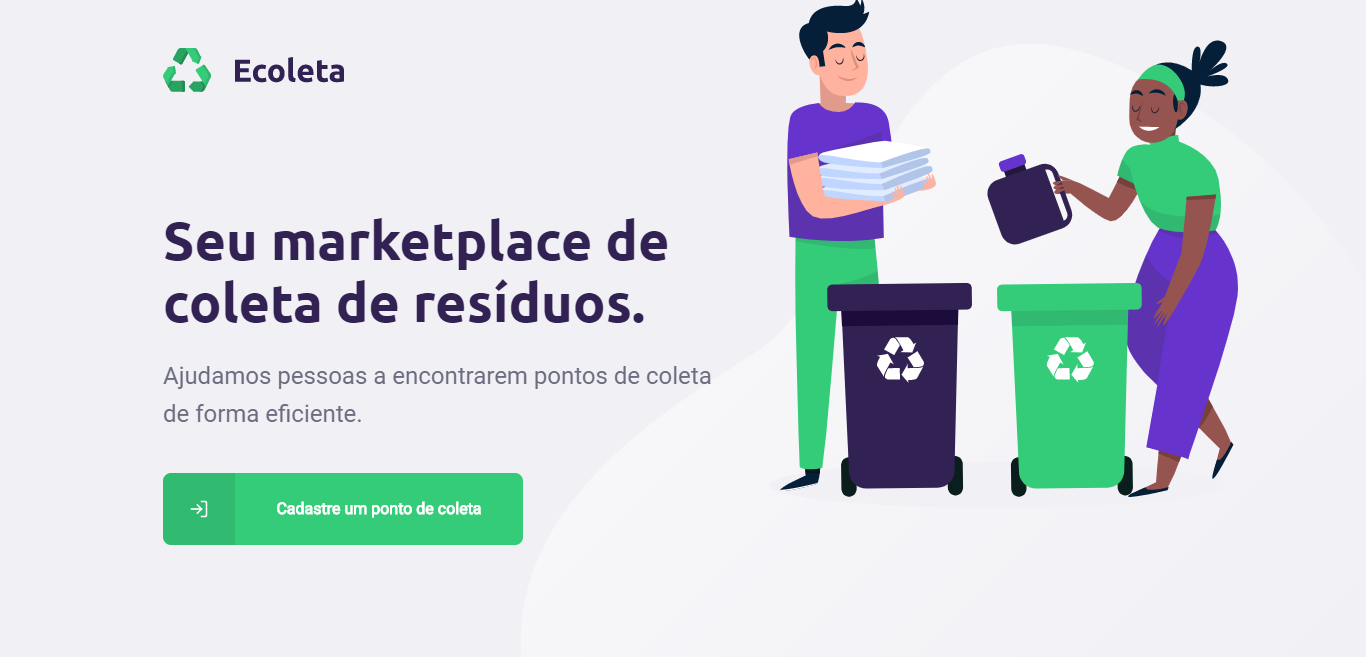 Ecoleta
Seu marketplace de
coleta de resíduos.
Ajudamos pessoas a encontrarem pontos de coleta
de forma eficiente.
Cadastre um ponto de coleta